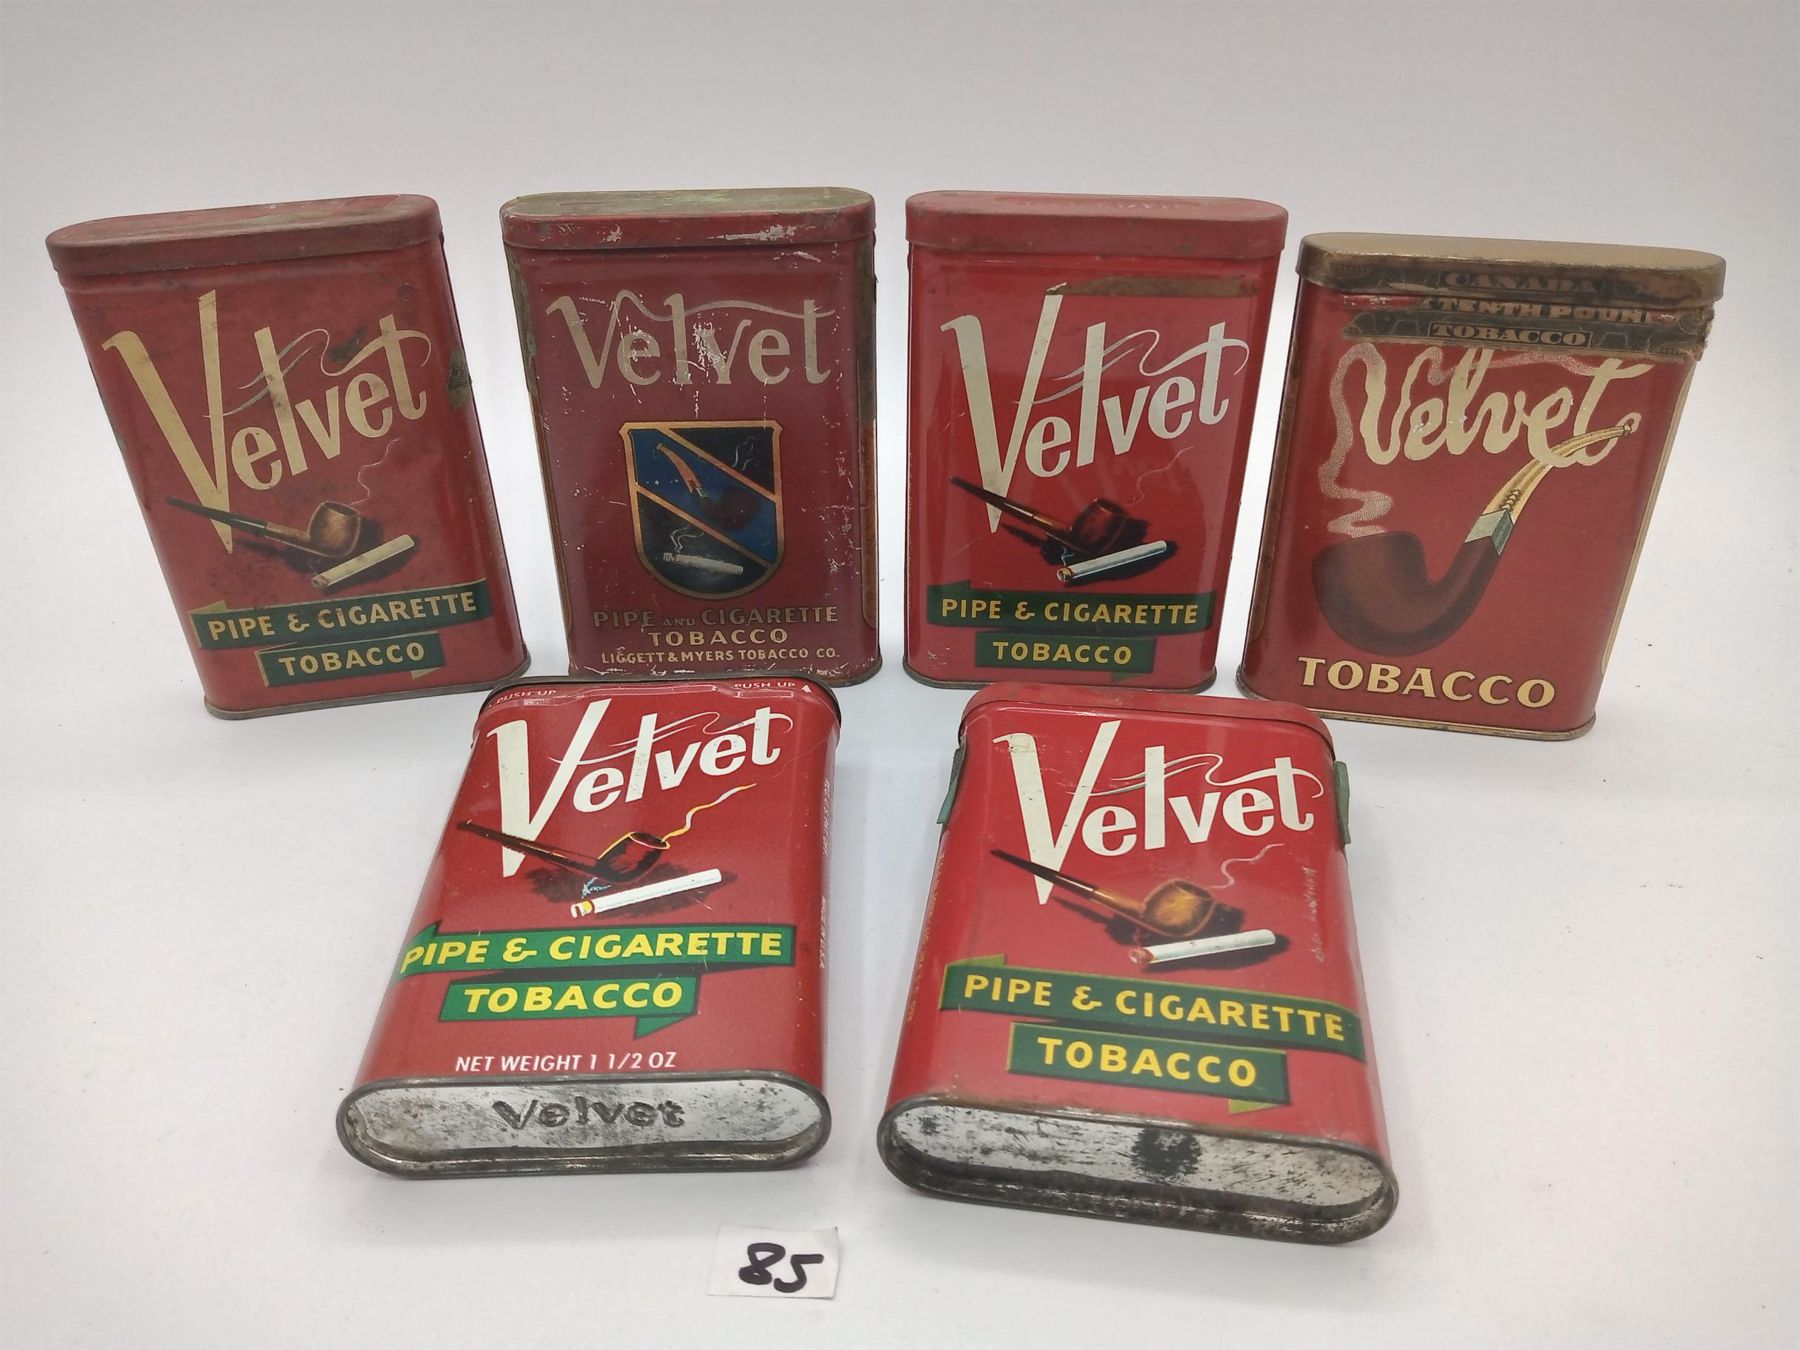 Velvet
PIPE & CIGARETTE
TOBACCO
Velvet
PIPE AND CIGARETTE
TOBACCO
LIGGETT & MYERS TOBACCO CO.
Velvet
PIPE & CIGARETTE
TOBACCO
CANADA
TENTH POUND
TOBACCO
Velvet
TOBACCO
PUSH UP
PUSH UP
Velvet
PIPE & CIGARETTE
TOBACCO
NET WEIGHT 1 1/2 OZ
Velvet
Velvet
PIPE & CIGARETTE
TOBACCO
85